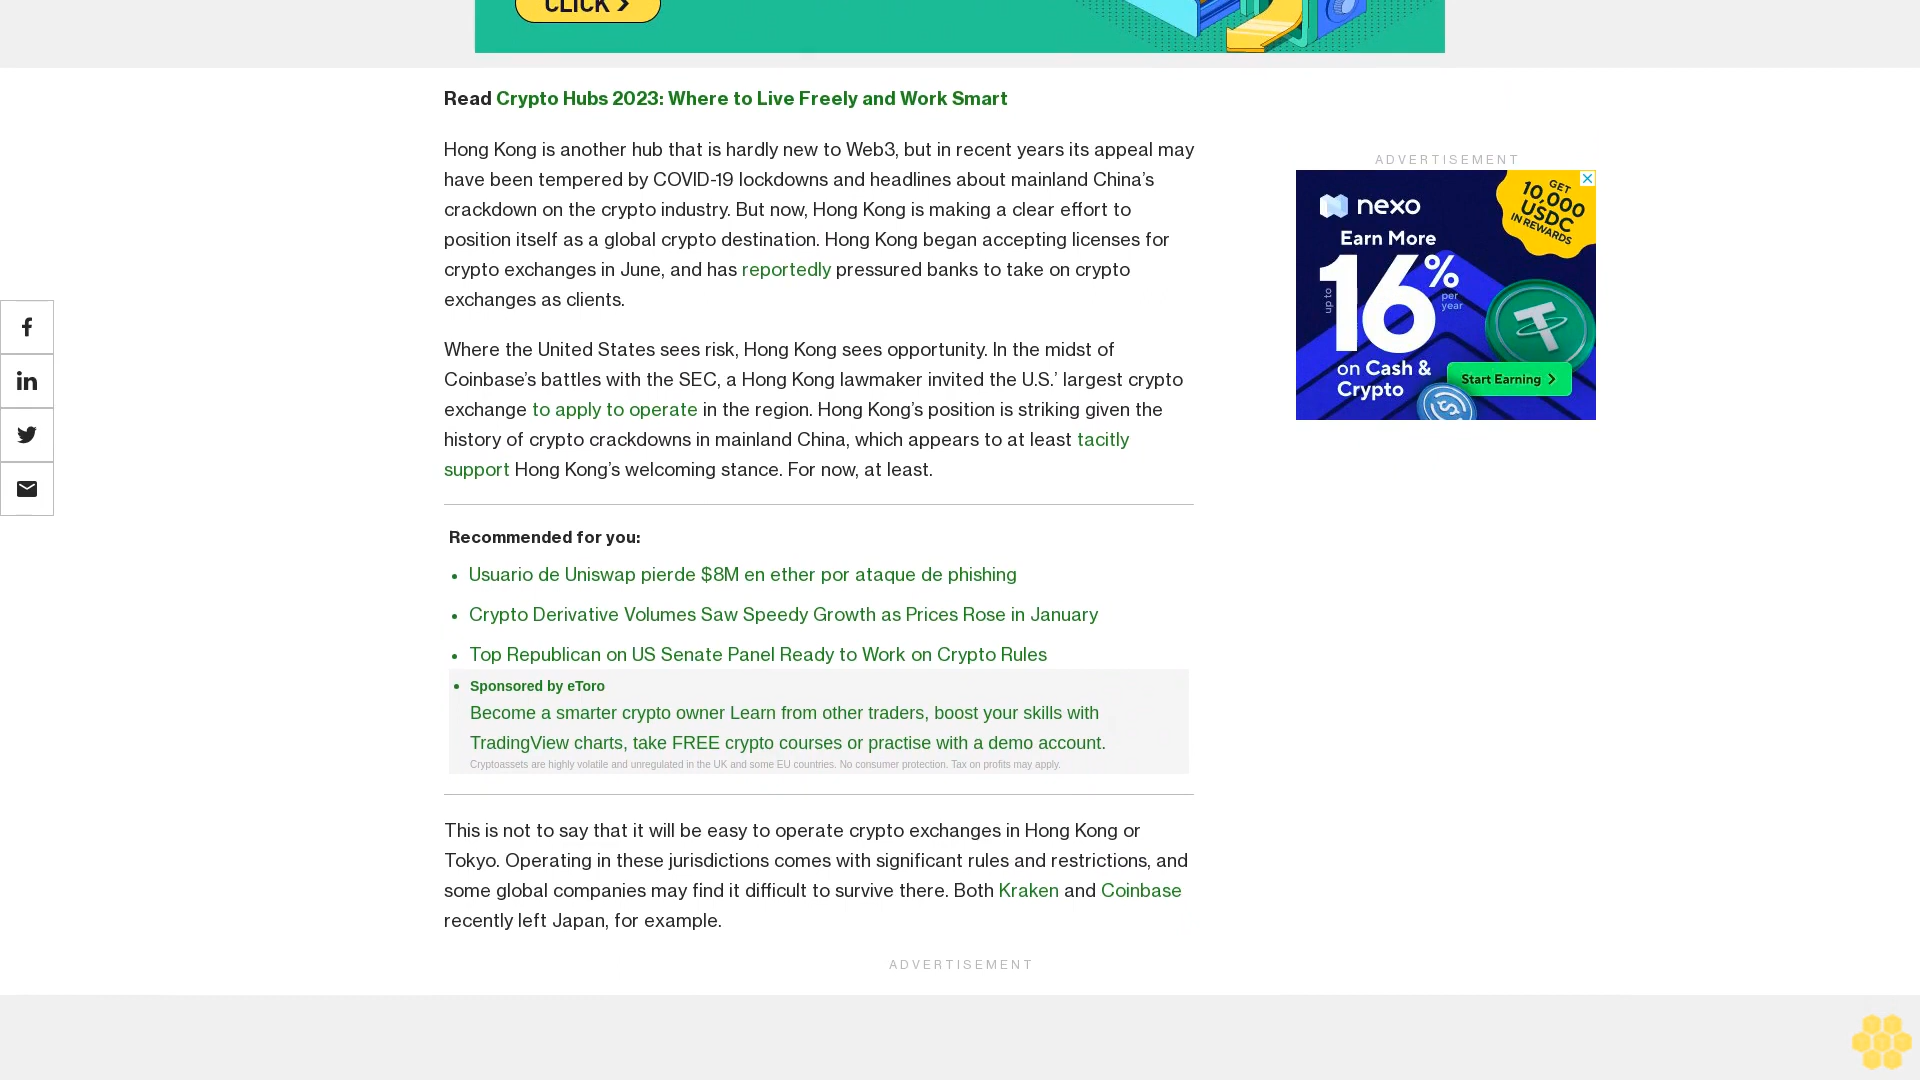 CLICK >
Read Crypto Hubs 2023: Where to Live Freely and Work Smart
Hong Kong is another hub that is hardly new to Web3, but in recent years its appeal may
have been tempered by COVID-19 lockdowns and headlines about mainland China’s
crackdown on the crypto industry. But now, Hong Kong is making a clear effort to
position itself as a global crypto destination. Hong Kong began accepting licenses for
crypto exchanges in June, and has reportedly pressured banks to take on crypto
exchanges as clients.
Where the United States sees risk, Hong Kong sees opportunity. In the midst of
Coinbase’s battles with the SEC, a Hong Kong lawmaker invited the U.S.’ largest crypto
exchange to apply to operate in the region. Hong Kong’s position is striking given the
history of crypto crackdowns in mainland China, which appears to at least tacitly
support Hong Kong’s welcoming stance. For now, at least.
Recommended for you:
• Usuario de Uniswap pierde $8M en ether por ataque de phishing
• Crypto Derivative Volumes Saw Speedy Growth as Prices Rose in January
• Top Republican on US Senate Panel Ready to Work on Crypto Rules
• Sponsored by eToro
Become a smarter crypto owner Learn from other traders, boost your skills with
TradingView charts, take FREE crypto courses or practise with a demo account.
Cryptoassets are highly volatile and unregulated in the UK and some EU countries. No consumer protection. Tax on profits may apply.
This is not to say that it will be easy to operate crypto exchanges in Hong Kong or
Tokyo. Operating in these jurisdictions comes with significant rules and restrictions, and
some global companies may find it difficult to survive there. Both Kraken and Coinbase
recently left Japan, for example.
ADVERTISEMENT
ADVERTISEMENT
nexo
GET
10,000
USDC
IN REWARDS
Earn More
up to
16%
per
year
on Cash &
Crypto
Start Earning >